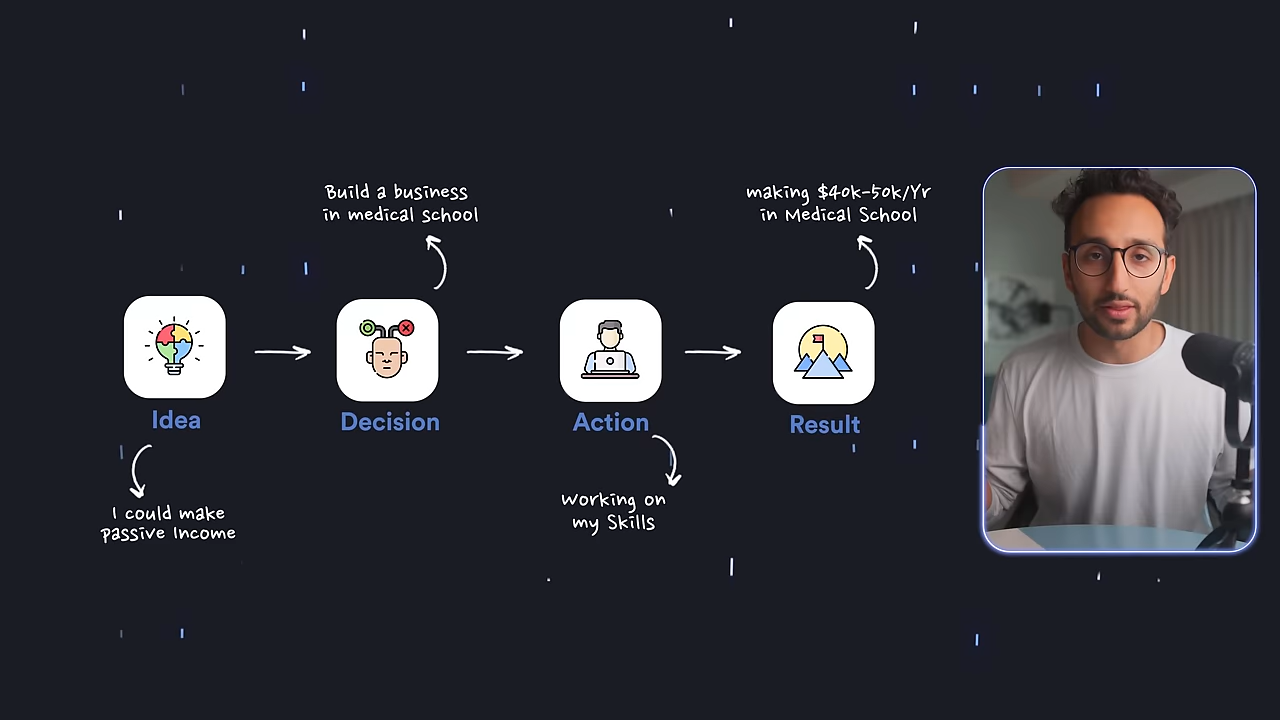 Build a business
in medical school
making $40k-50k/Yr
in Medical School
Idea
Decision
Action
Result
I could make
passive Income
Working on
my Skills